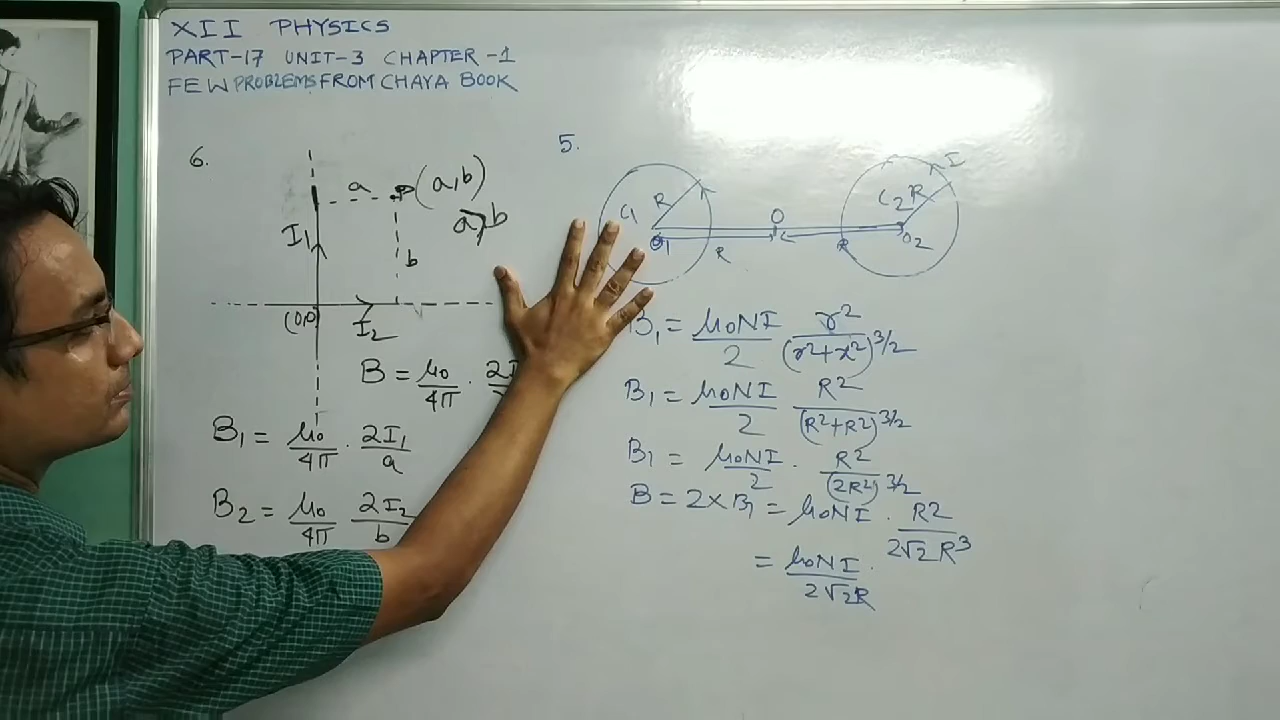 XII PHYSICS
PART-17 UNIT-3 CHAPTER-1
FEW PROBLEMS FROM CHAYA BOOK
6.
a P (a,b)
a>b
I₁
b
(0,0)
I₂
B = μ₀/4π · 2I
B₁ = μ₀/4π · 2I₁/a
B₂ = μ₀/4π 2I₂/b
5.
C₁ R O C₂ R I
O₁ R R O₂
B₁ = μ₀NI/2 r²/(r²+x²)^3/2
B₁ = μ₀NI/2 R²/(R²+R²)^3/2
B₁ = μ₀NI/2 · R²/(2R²)^3/2
B = 2×B₁ = μ₀NI · R2/2√2R³
= μ₀NI/2√2R ·